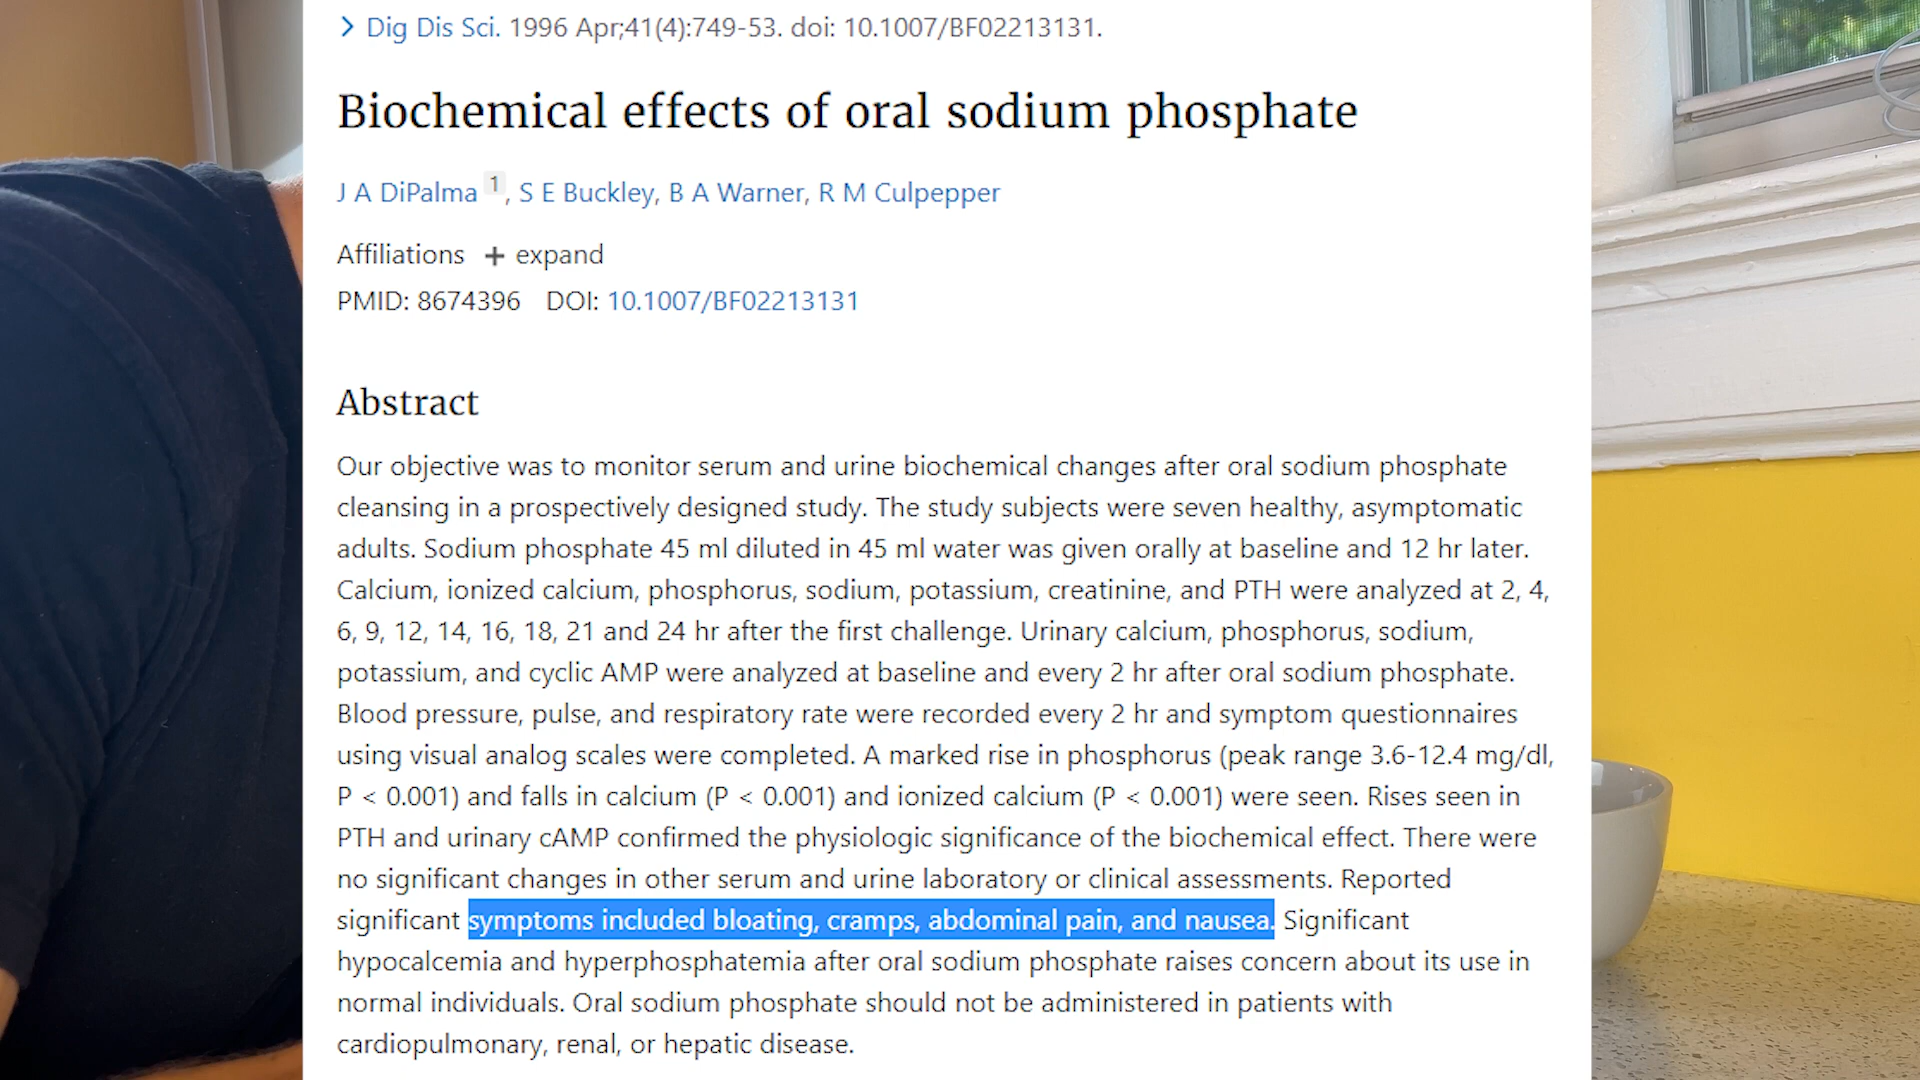 > Dig Dis Sci. 1996 Apr;41(4):749-53. doi: 10.1007/BF02213131.
Biochemical effects of oral sodium phosphate
J A DiPalma 1, S E Buckley, B A Warner, R M Culpepper
Affiliations + expand
PMID: 8674396 DOI: 10.1007/BF02213131
Abstract
Our objective was to monitor serum and urine biochemical changes after oral sodium phosphate
cleansing in a prospectively designed study. The study subjects were seven healthy, asymptomatic
adults. Sodium phosphate 45 ml diluted in 45 ml water was given orally at baseline and 12 hr later.
Calcium, ionized calcium, phosphorus, sodium, potassium, creatinine, and PTH were analyzed at 2, 4,
6, 9, 12, 14, 16, 18, 21 and 24 hr after the first challenge. Urinary calcium, phosphorus, sodium,
potassium, and cyclic AMP were analyzed at baseline and every 2 hr after oral sodium phosphate.
Blood pressure, pulse, and respiratory rate were recorded every 2 hr and symptom questionnaires
using visual analog scales were completed. A marked rise in phosphorus (peak range 3.6-12.4 mg/dl,
P < 0.001) and falls in calcium (P < 0.001) and ionized calcium (P < 0.001) were seen. Rises seen in
PTH and urinary cAMP confirmed the physiologic significance of the biochemical effect. There were
no significant changes in other serum and urine laboratory or clinical assessments. Reported
significant symptoms included bloating, cramps, abdominal pain, and nausea. Significant
hypocalcemia and hyperphosphatemia after oral sodium phosphate raises concern about its use in
normal individuals. Oral sodium phosphate should not be administered in patients with
cardiopulmonary, renal, or hepatic disease.